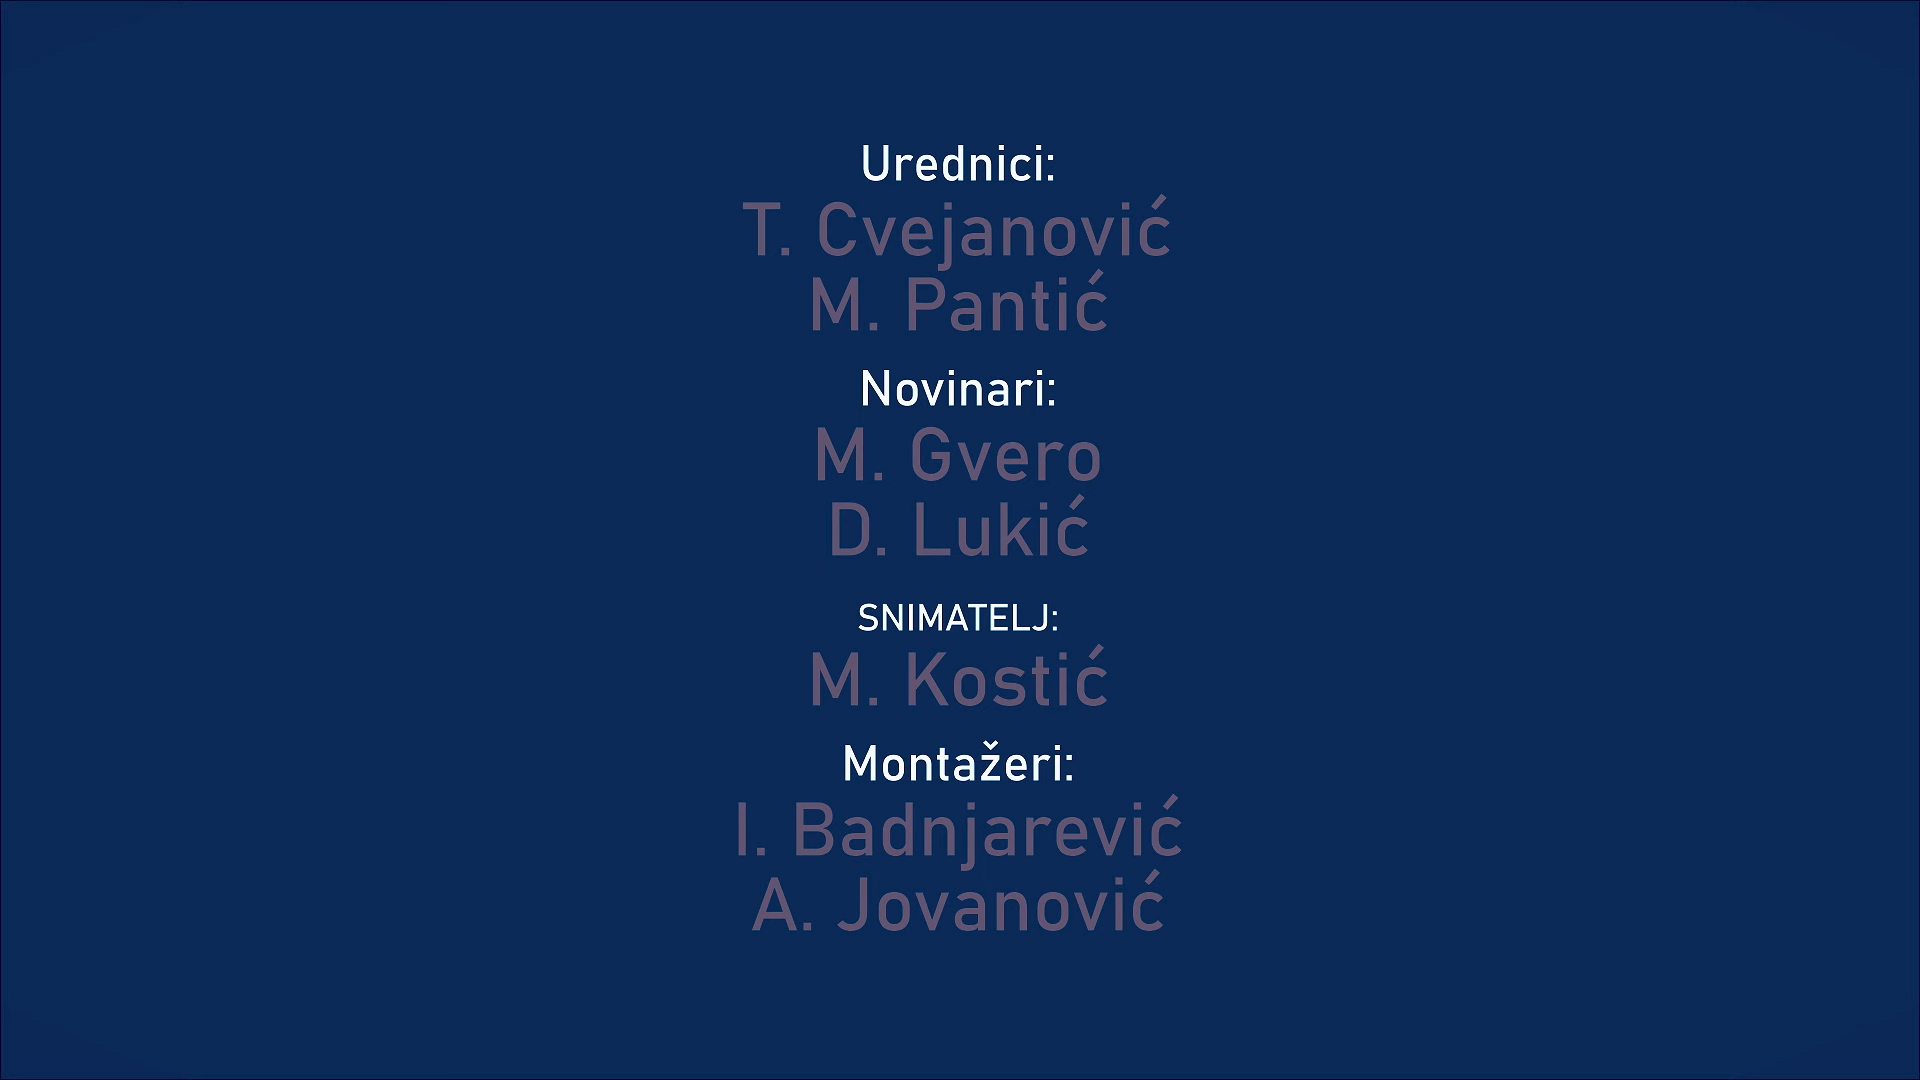 Urednici:
T. Cvejanović
M. Pantić
Novinari:
M. Gvero
D. Lukić
SNIMATELJ:
M. Kostić
Montažeri:
I. Badnjarević
A. Jovanović